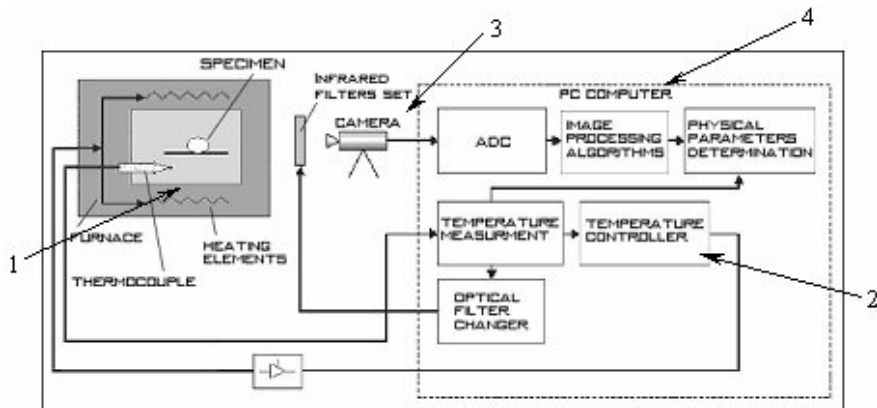 4
3
SPECIMEN
INFRARED
FILTERS SET
PC COMPUTER
CAMERA
ADC
IMAGE
PROCESSING
ALGORITHMS
PHYSICAL
PARAMETERS
DETERMINATION
TEMPERATURE
MEASURMENT
TEMPERATURE
CONTROLLER
FURNACE
HEATING
ELEMENTS
1
THERMOCOUPLE
OPTICAL
FILTER
CHANGER
2